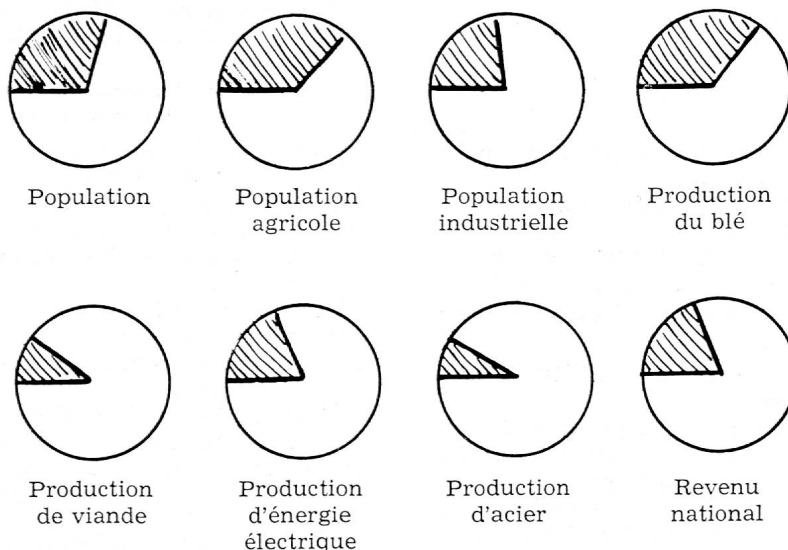 Population
Population
agricole
Population
industrielle
Production
du blé
Production
de viande
Production
d'énergie
électrique
Production
d'acier
Revenu
national